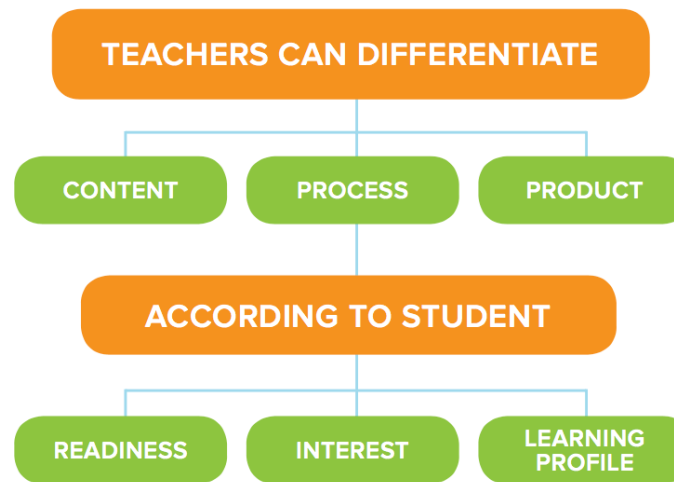 TEACHERS CAN DIFFERENTIATE
CONTENT
PROCESS
PRODUCT
ACCORDING TO STUDENT
READINESS
INTEREST
LEARNING
PROFILE